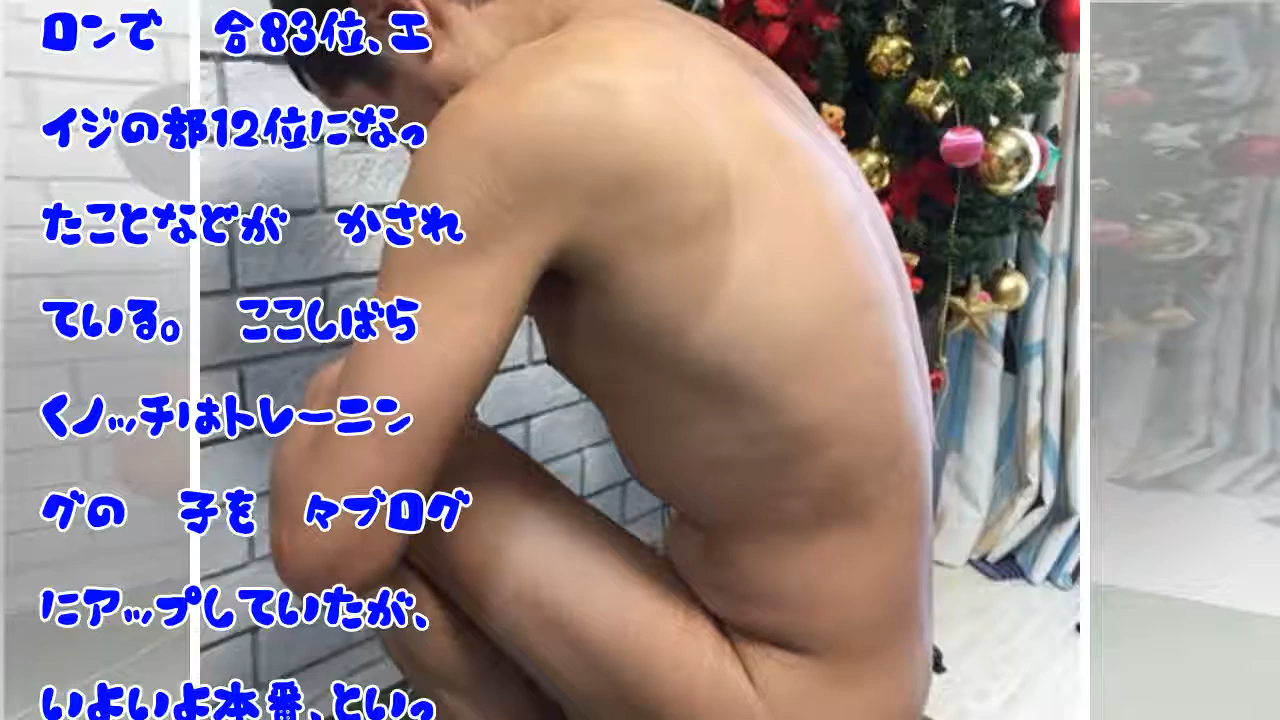 ロンで　合83位、エ
イジの部12位になっ
たことなどが　かされ
ている。　ここしばら
くノッチはトレーニン
グの　子を　々ブログ
にアップしていたが、
いよいよ本番、といっ